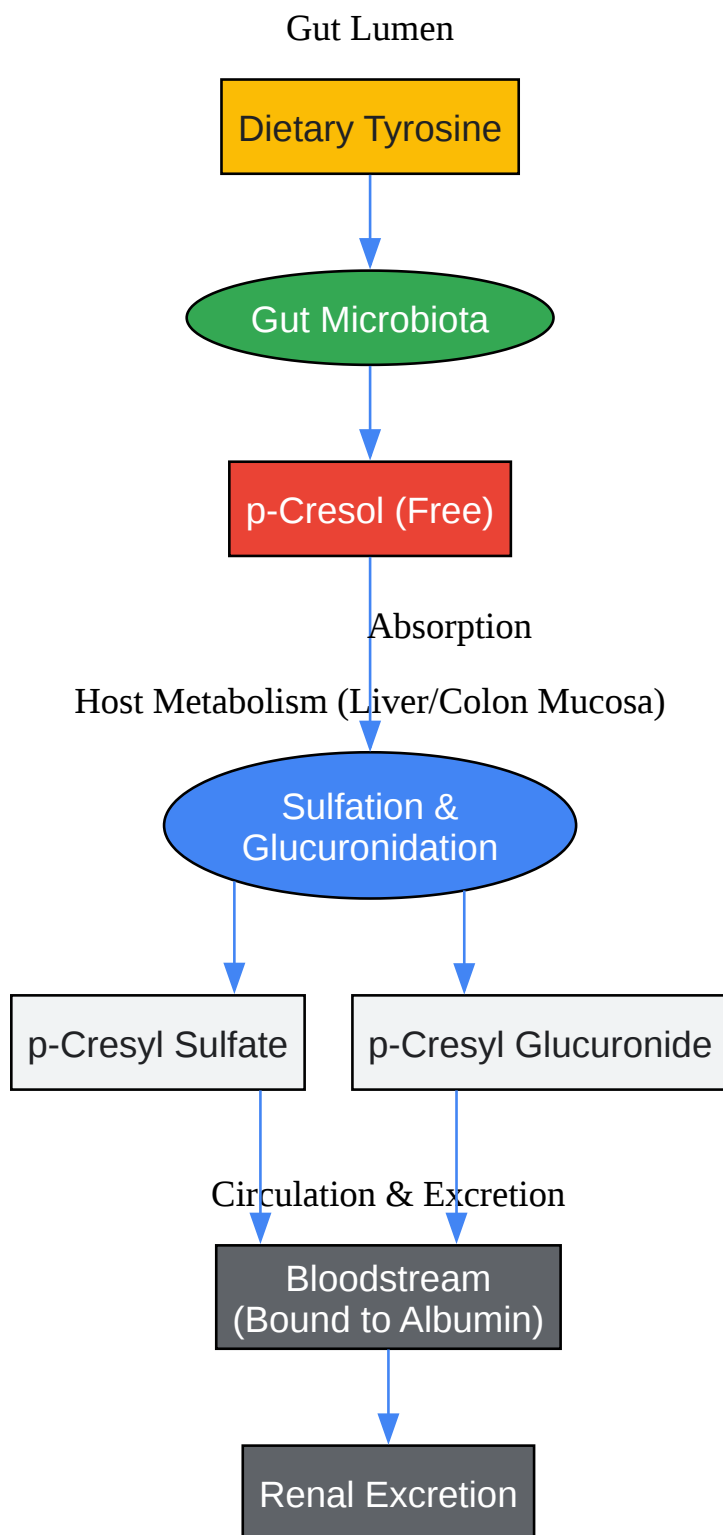 Gut Lumen
Dietary Tyrosine
Gut Microbiota
p-Cresol (Free)
Absorption
Host Metabolism (Liver/Colon Mucosa)
Sulfation &
Glucuronidation
p-Cresyl Sulfate
p-Cresyl Glucuronide
Circulation & Excretion
Bloodstream
(Bound to Albumin)
Renal Excretion